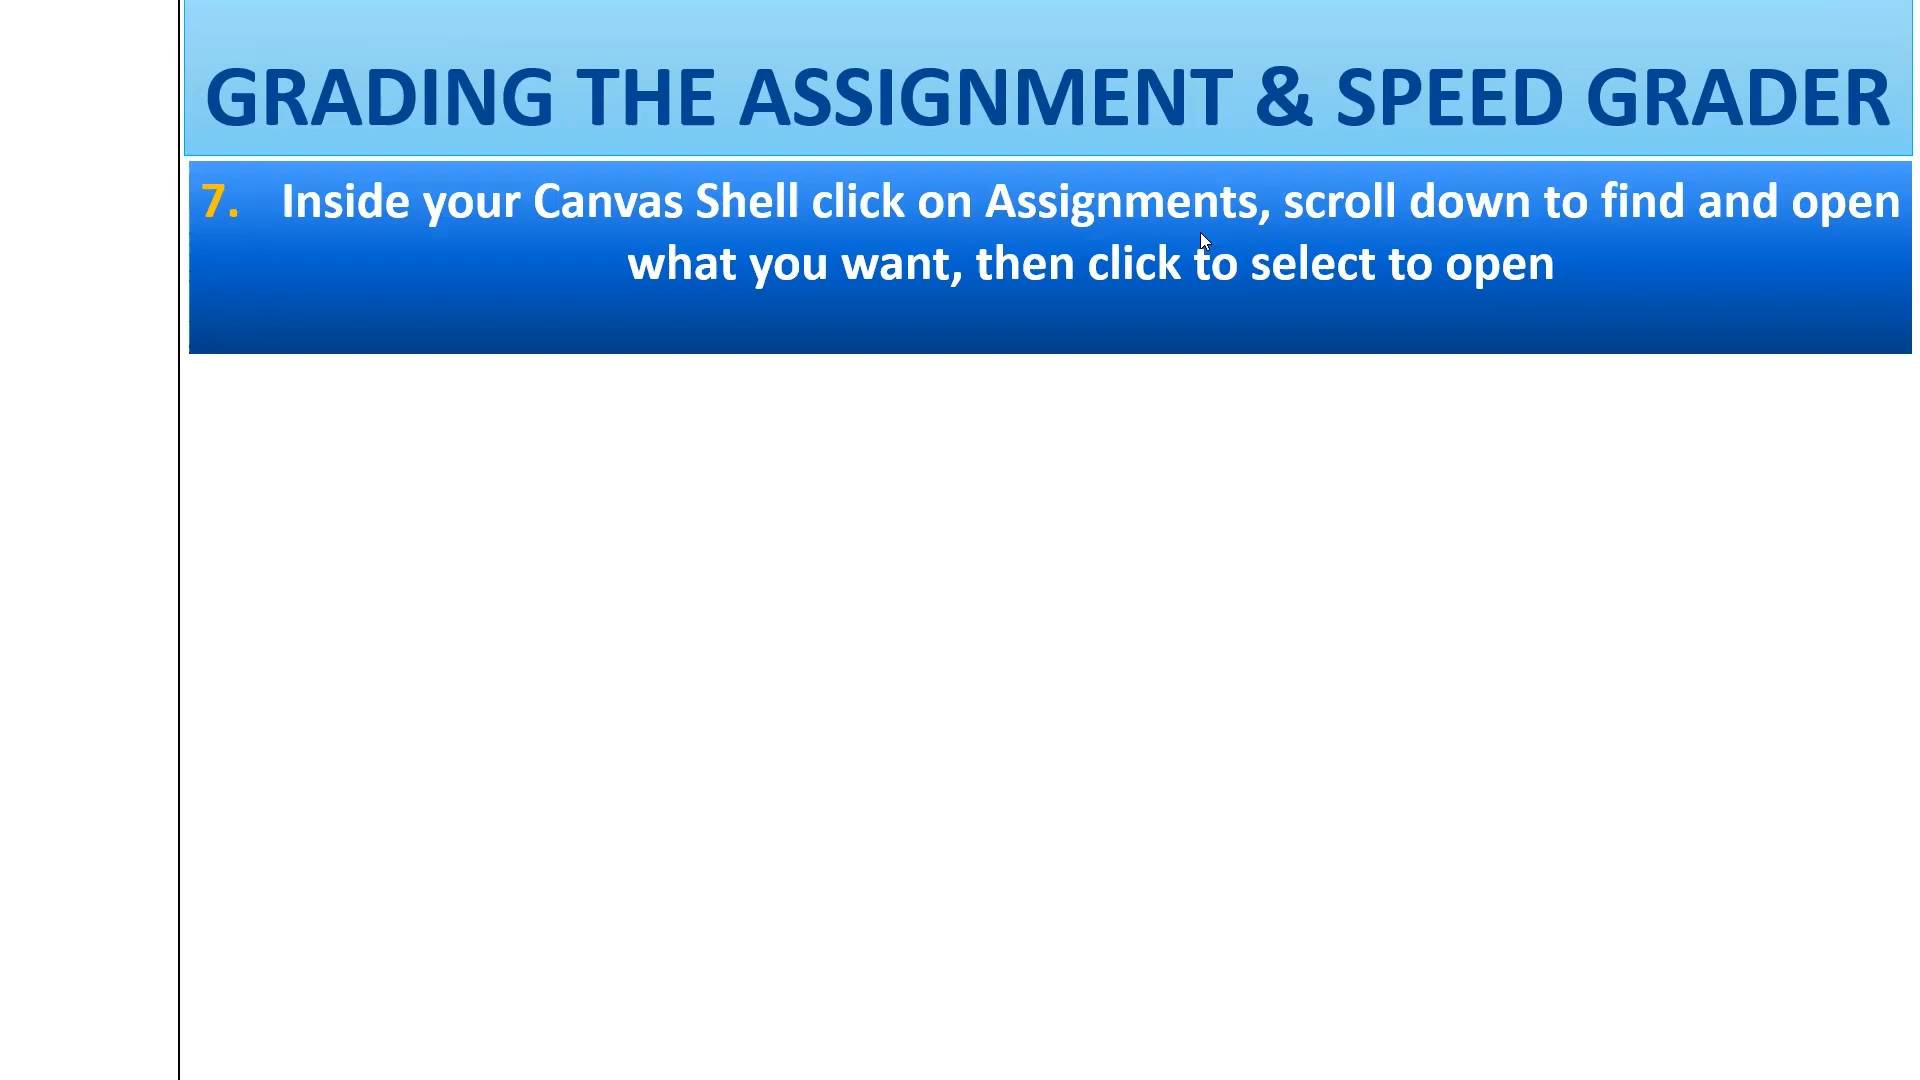 GRADING THE ASSIGNMENT & SPEED GRADER
7. Inside your Canvas Shell click on Assignments, scroll down to find and open
what you want, then click to select to open